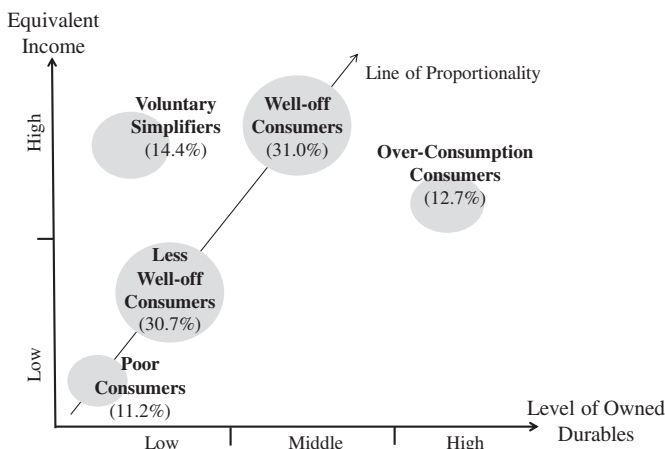 Equivalent
Income
Line of Proportionality
High
Voluntary
Simplifiers
(14.4%)
Well-off
Consumers
(31.0%)
Over-Consumption
Consumers
(12.7%)
Less
Well-off
Consumers
(30.7%)
Low
Poor
Consumers
(11.2%)
Level of Owned
Durables
Low
Middle
High